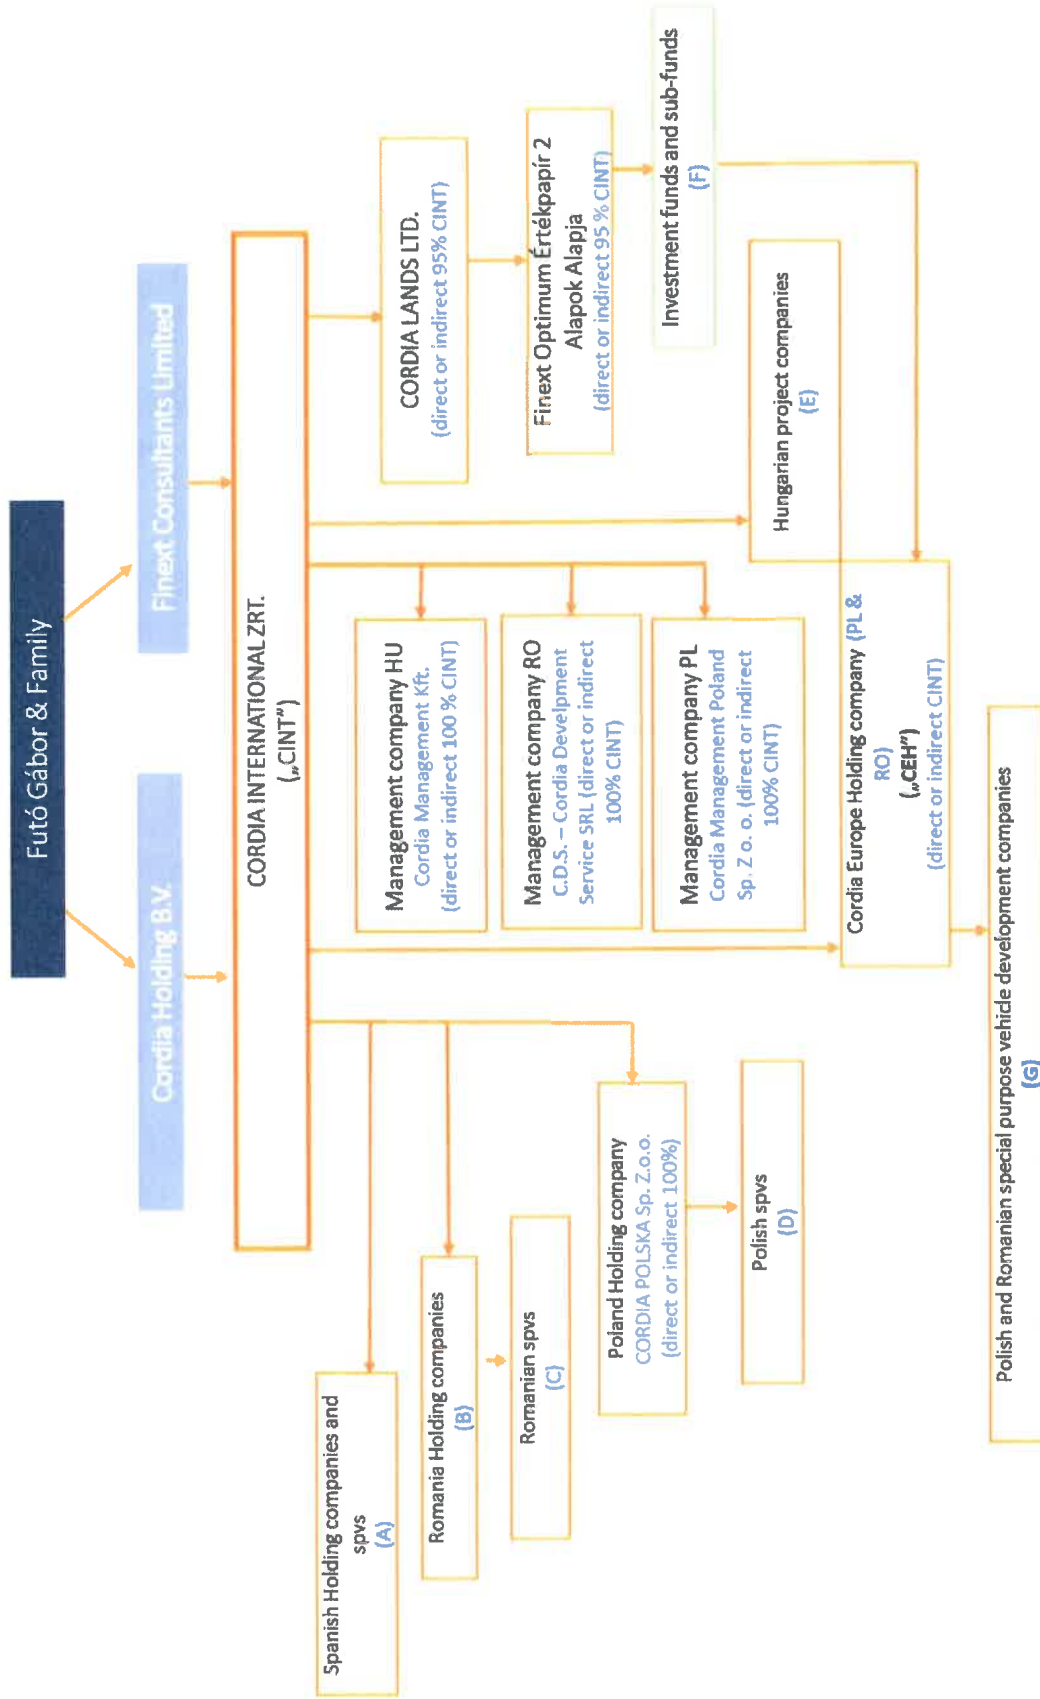 Futó Gábor & Family
Cordia Holding B.V.
Finext Consultants Limited
CORDIA INTERNATIONAL ZRT.
(„CINT”)
Spanish Holding companies and
spvs
(A)
Romania Holding companies
(B)
Romanian spvs
(C)
Poland Holding company
CORDIA POLSKA Sp. Z.o.o.
(direct or indirect 100%)
Polish spvs
(D)
Management company HU
Cordia Management Kft.
(direct or indirect 100 % CINT)
Management company RO
C.D.S. – Cordia Develpment
Service SRL (direct or indirect
100% CINT)
Management company PL
Cordia Management Poland
Sp. Z o. o. (direct or indirect
100% CINT)
CORDIA LANDS LTD.
(direct or indirect 95% CINT)
Finext Optimum Értékpapír 2
Alapok Alapja
(direct or indirect 95 % CINT)
Investment funds and sub-funds
(F)
Hungarian project companies
(E)
Cordia Europe Holding company (PL &
RO)
(„CEH”)
(direct or indirect CINT)
Polish and Romanian special purpose vehicle development companies
(G)